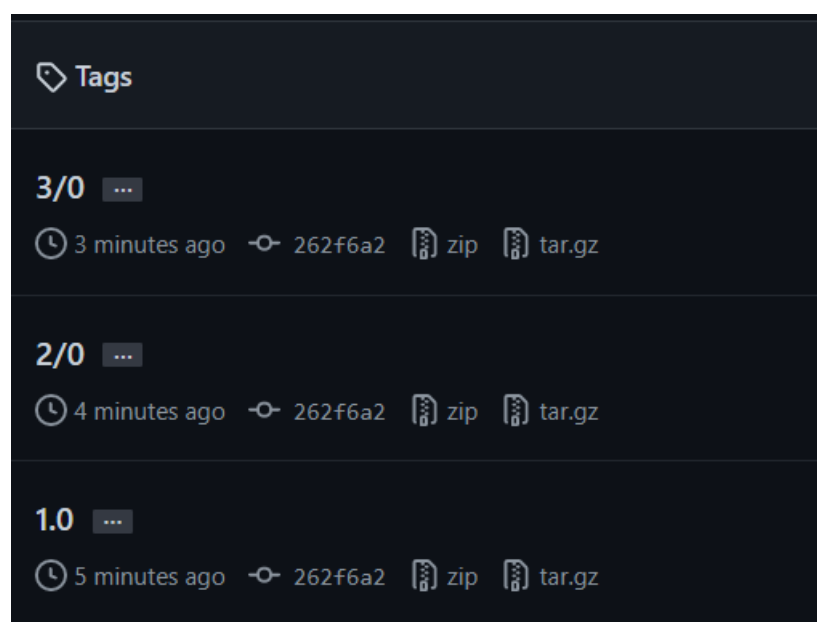 Tags
3/0 ...
3 minutes ago 262f6a2 zip tar.gz
2/0 ...
4 minutes ago 262f6a2 zip tar.gz
1.0 ...
5 minutes ago 262f6a2 zip tar.gz